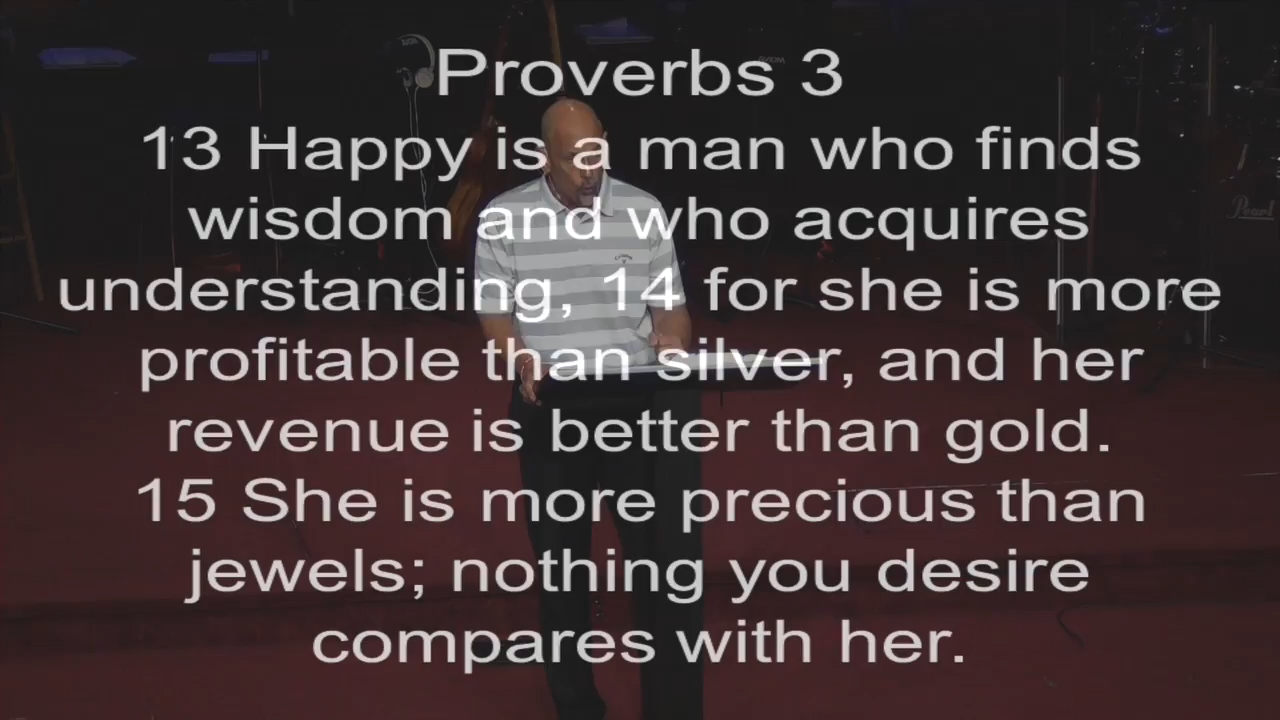 Proverbs 3
13 Happy is a man who finds
wisdom and who acquires
understanding, 14 for she is more
profitable than silver, and her
revenue is better than gold.
15 She is more precious than
jewels; nothing you desire
compares with her.
Pearl